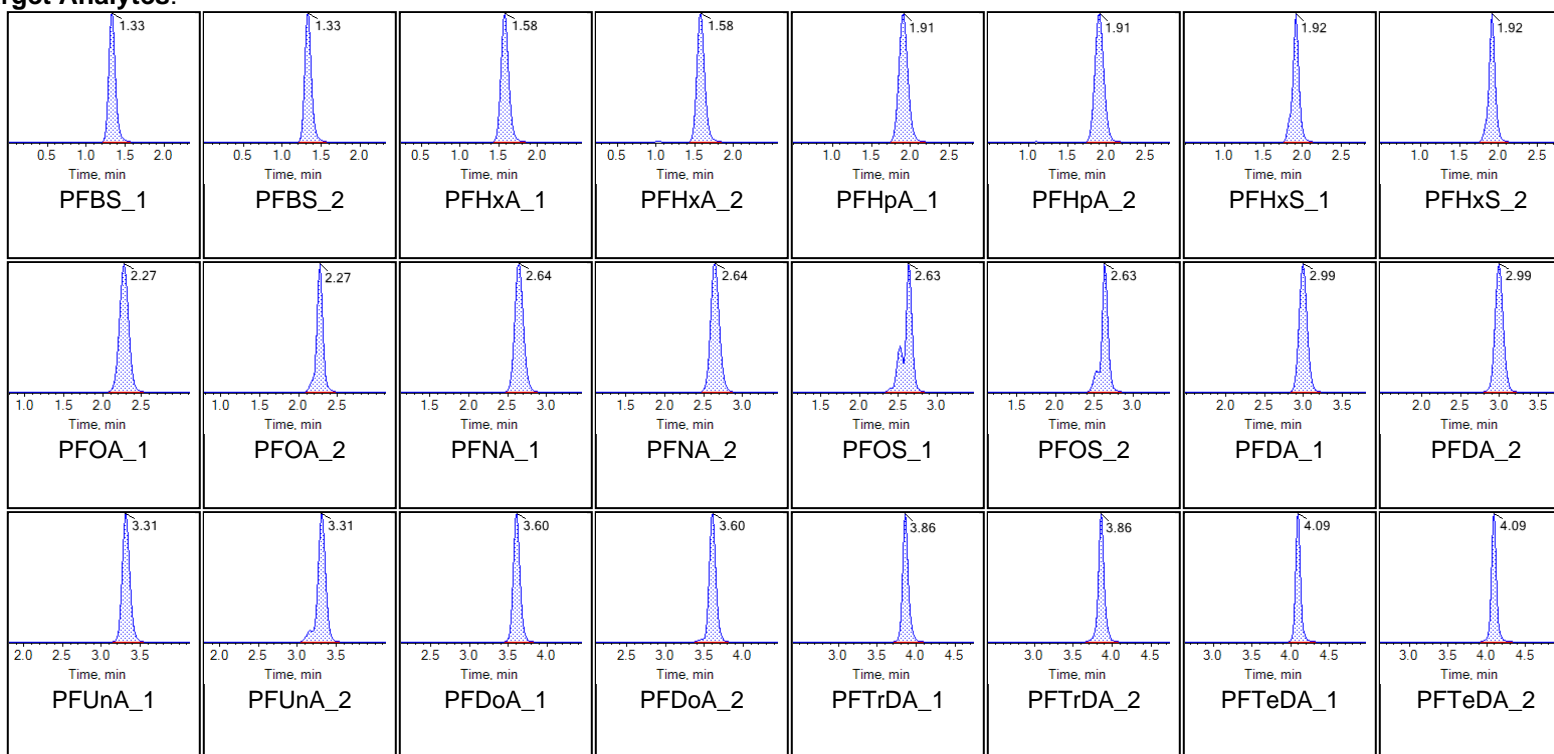 rget Analytes:
1.33 1.33 1.58 1.58 1.91 1.91 1.92 1.92
0.5 1.0 1.5 2.0 0.5 1.0 1.5 2.0 0.5 1.0 1.5 2.0 0.5 1.0 1.5 2.0 1.0 1.5 2.0 2.5 1.0 1.5 2.0 2.5 1.0 1.5 2.0 2.5 1.0 1.5 2.0 2.5
Time, min Time, min Time, min Time, min Time, min Time, min Time, min Time, min
PFBS_1 PFBS_2 PFHxA_1 PFHxA_2 PFHpA_1 PFHpA_2 PFHxS_1 PFHxS_2
2.27 2.27 2.64 2.64 2.63 2.63 2.99 2.99
1.0 1.5 2.0 2.5 1.0 1.5 2.0 2.5 1.5 2.0 2.5 3.0 1.5 2.0 2.5 3.0 1.5 2.0 2.5 3.0 1.5 2.0 2.5 3.0 2.0 2.5 3.0 3.5 2.0 2.5 3.0 3.5
Time, min Time, min Time, min Time, min Time, min Time, min Time, min Time, min
PFOA_1 PFOA_2 PFNA_1 PFNA_2 PFOS_1 PFOS_2 PFDA_1 PFDA_2
3.31 3.31 3.60 3.60 3.86 3.86 4.09 4.09
2.0 2.5 3.0 3.5 2.0 2.5 3.0 3.5 2.5 3.0 3.5 4.0 2.5 3.0 3.5 4.0 3.0 3.5 4.0 4.5 3.0 3.5 4.0 4.5 3.0 3.5 4.0 4.5 3.0 3.5 4.0 4.5
Time, min Time, min Time, min Time, min Time, min Time, min Time, min Time, min
PFUnA_1 PFUnA_2 PFDoA_1 PFDoA_2 PFTrDA_1 PFTrDA_2 PFTeDA_1 PFTeDA_2